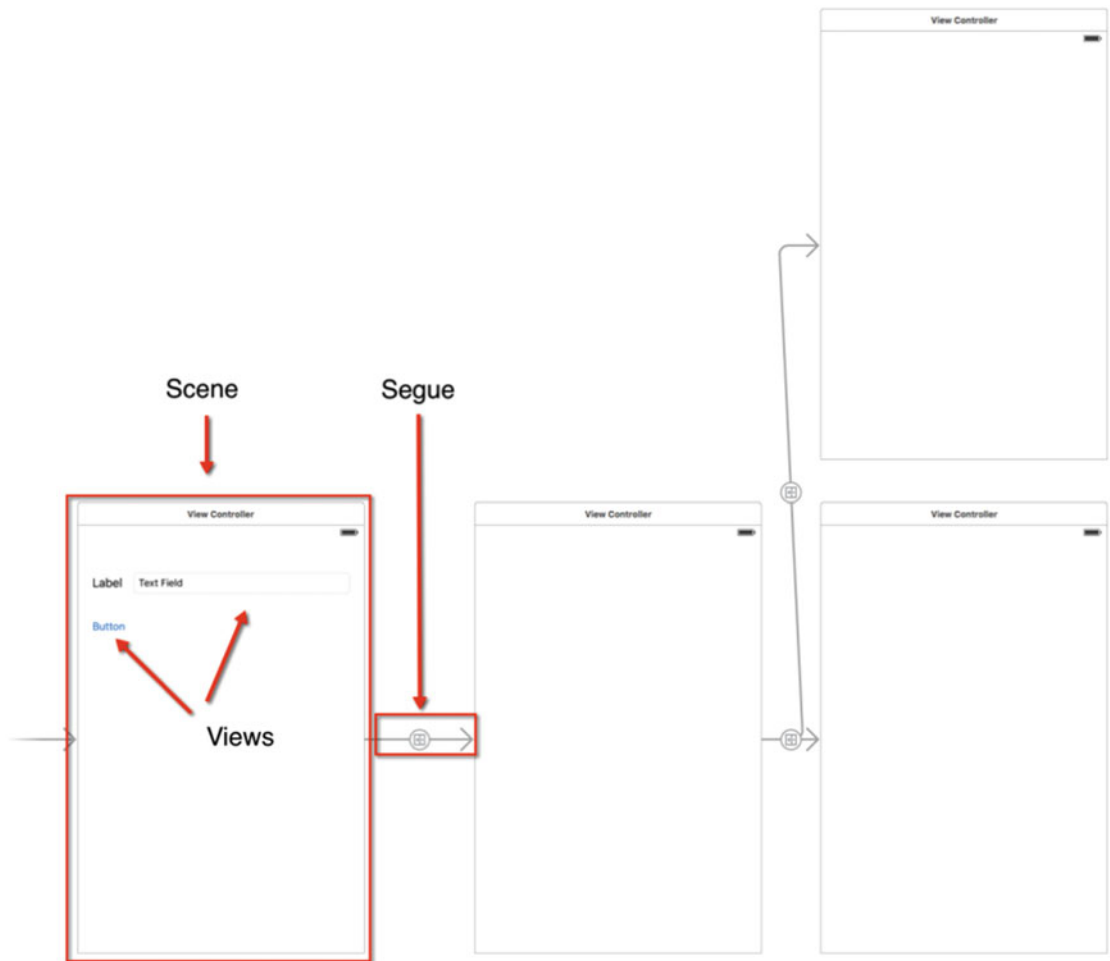 View Controller
Scene
Segue
View Controller
View Controller
View Controller
Label
Text Field
Button
Views